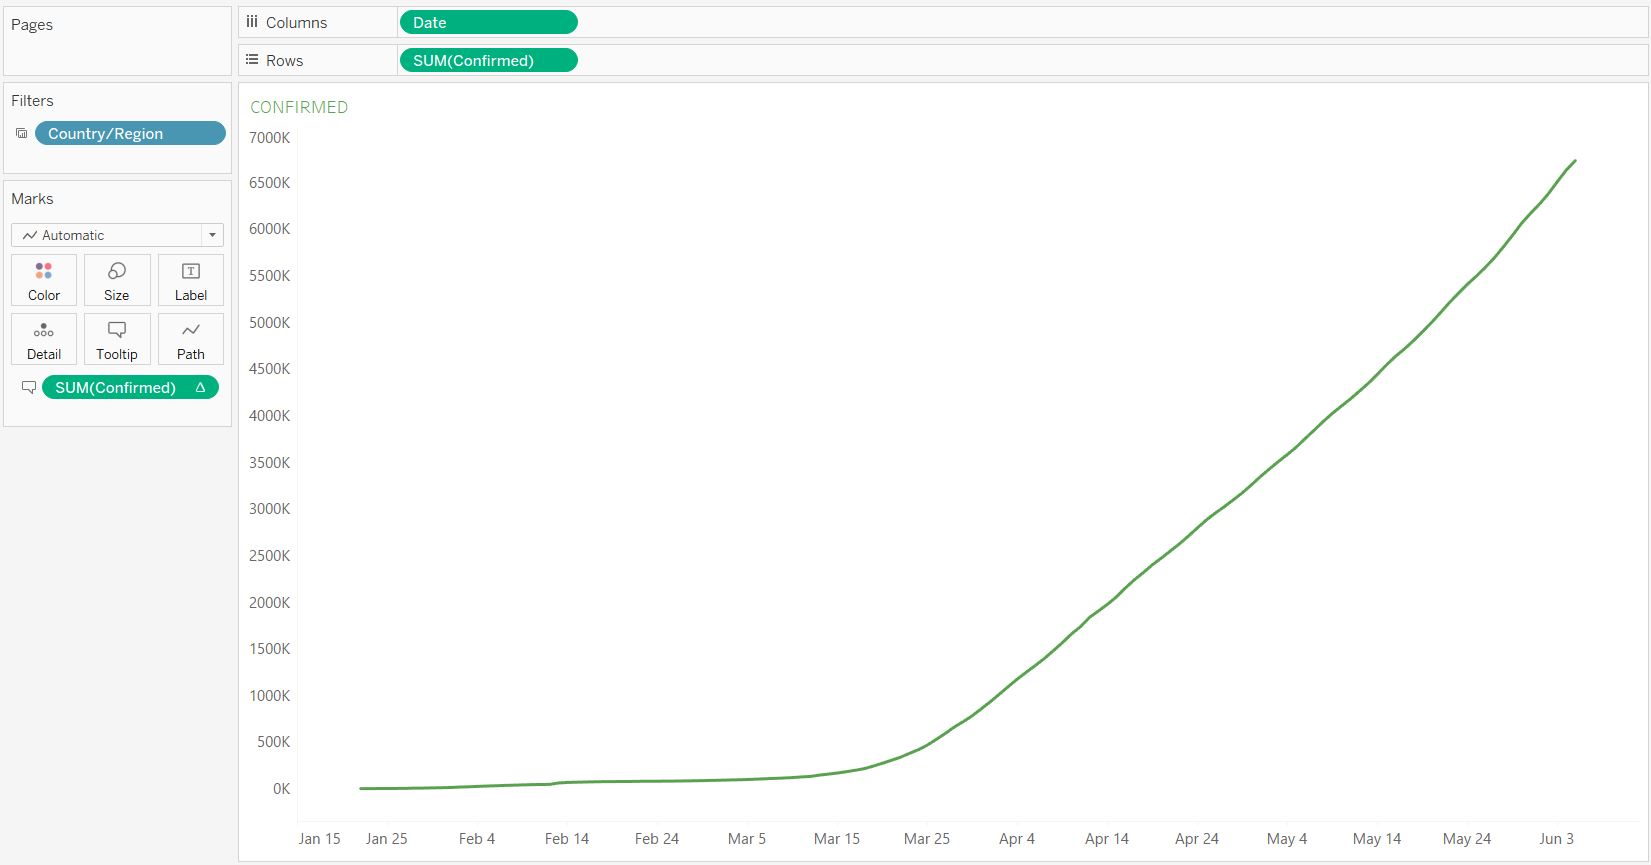 Pages
Columns
Date
Rows
SUM(Confirmed)
Filters
Country/Region
Marks
Automatic
Color
Size
Label
Detail
Tooltip
Path
SUM(Confirmed) Δ
CONFIRMED
7000K
6500K
6000K
5500K
5000K
4500K
4000K
3500K
3000K
2500K
2000K
1500K
1000K
500K
0K
Jan 15 Jan 25 Feb 4 Feb 14 Feb 24 Mar 5 Mar 15 Mar 25 Apr 4 Apr 14 Apr 24 May 4 May 14 May 24 Jun 3